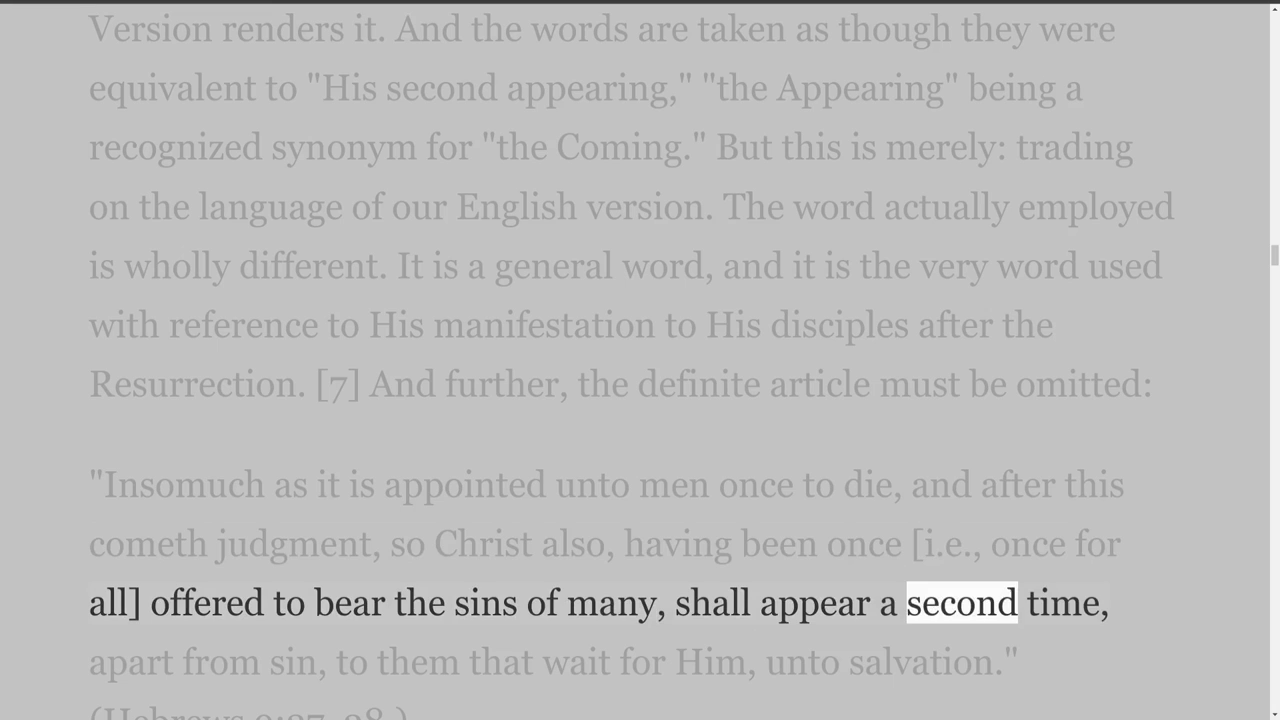 Version renders it. And the words are taken as though they were
equivalent to "His second appearing," "the Appearing" being a
recognized synonym for "the Coming." But this is merely: trading
on the language of our English version. The word actually employed
is wholly different. It is a general word, and it is the very word used
with reference to His manifestation to His disciples after the
Resurrection. [7] And further, the definite article must be omitted:
"Insomuch as it is appointed unto men once to die, and after this
cometh judgment, so Christ also, having been once [i.e., once for
all] offered to bear the sins of many, shall appear a second time,
apart from sin, to them that wait for Him, unto salvation."
(Hebrews 9:27, 28.)